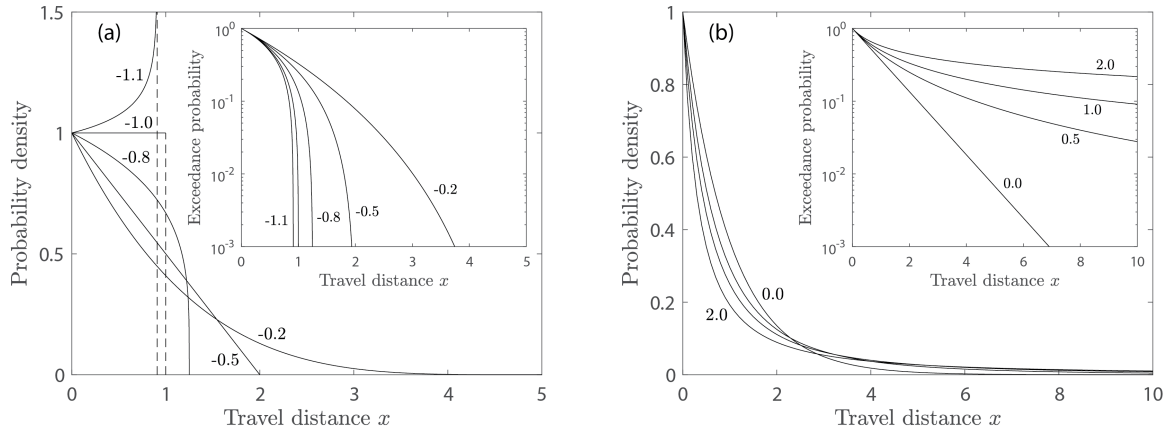 (a)
Probability density
1.5
1
0.5
0
-1.1
-1.0
-0.8
-0.5
-0.2
0 1 2 3 4 5
Travel distance x
Exceedance probability
10^0
10^-1
10^-2
10^-3
-1.1
-0.8
-0.5
-0.2
0 1 2 3 4 5
Travel distance x
(b)
Probability density
1
0.8
0.6
0.4
0.2
0
0.0
2.0
0 2 4 6 8 10
Travel distance x
Exceedance probability
10^0
10^-1
10^-2
10^-3
2.0
1.0
0.5
0.0
0 2 4 6 8 10
Travel distance x